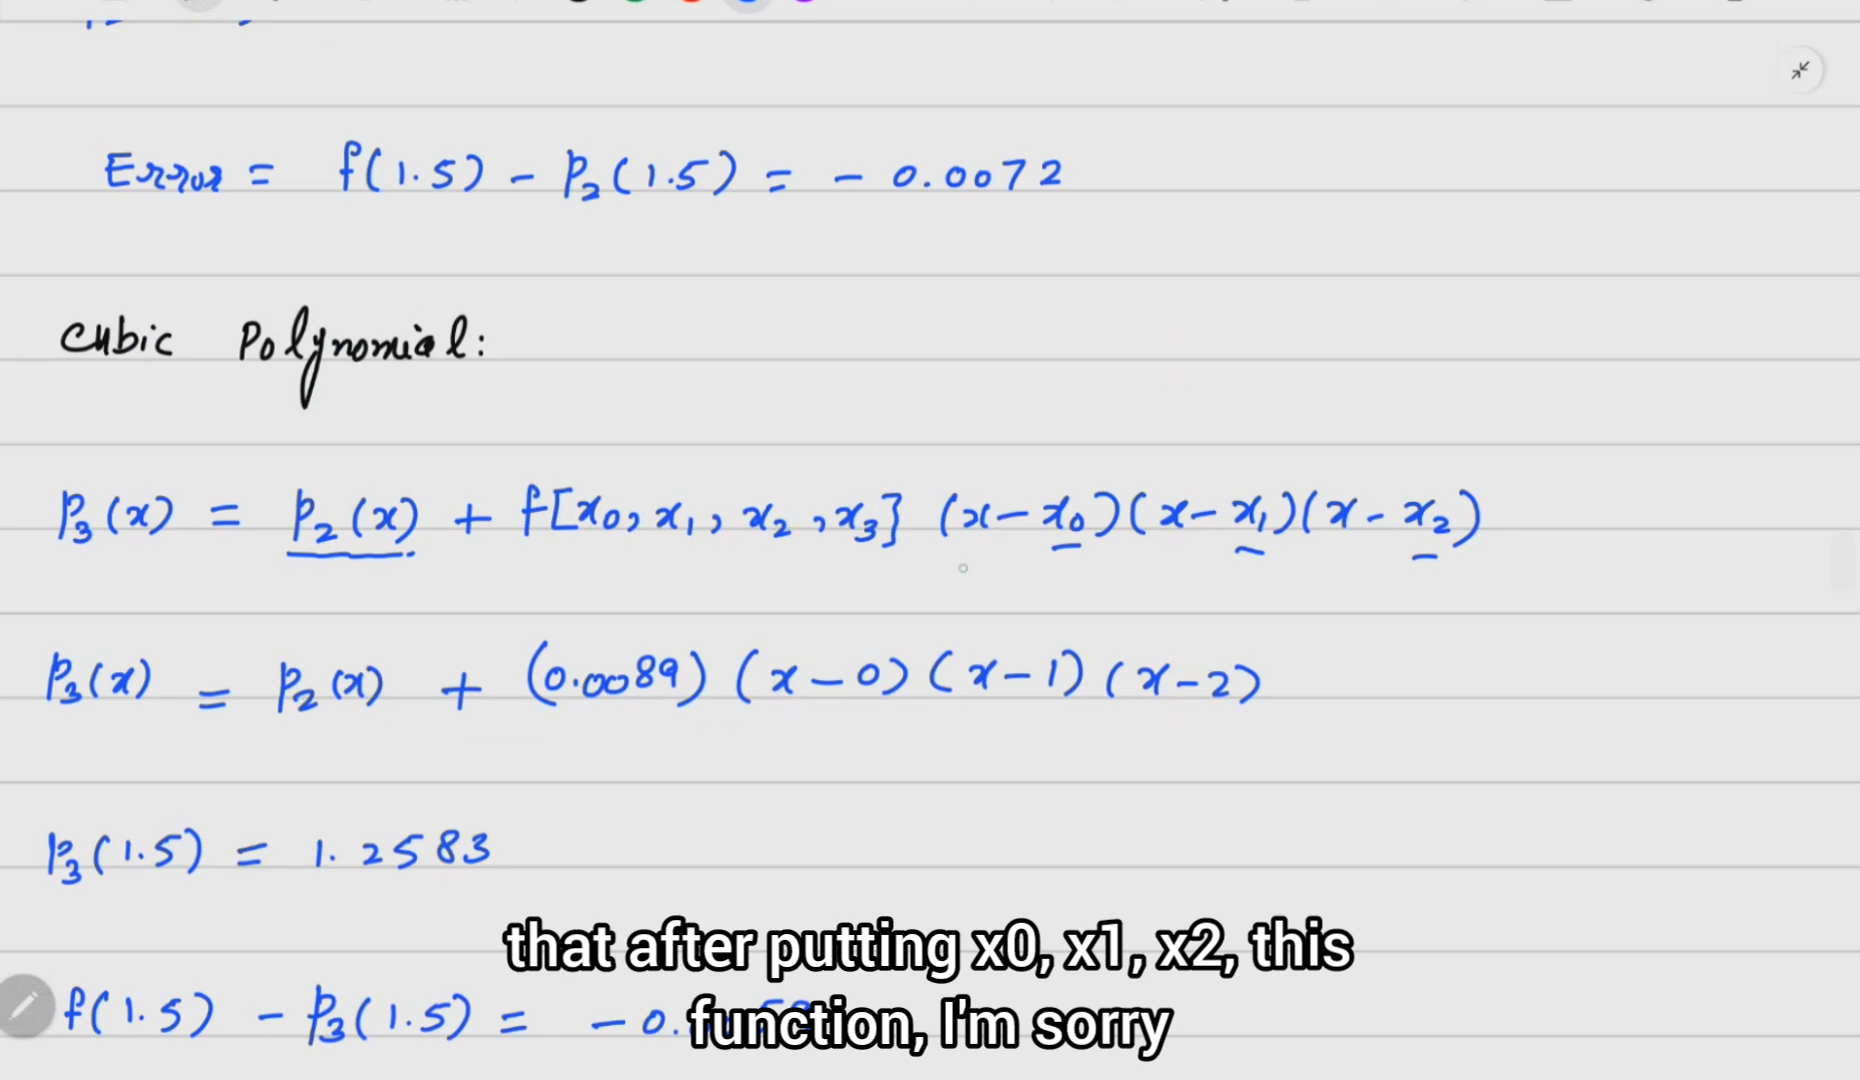 Error = f(1.5) - P₂(1.5) = - 0.0072
Cubic Polynomial:
P₃(x) = P₂(x) + f[x₀, x₁, x₂, x₃] (x-x₀)(x-x₁)(x-x₂)
P₃(x) = P₂(x) + (0.0089) (x-0)(x-1)(x-2)
P₃(1.5) = 1.2583
f(1.5) - P₃(1.5) = - 0.
that after putting x0, x1, x2, this
function, I'm sorry